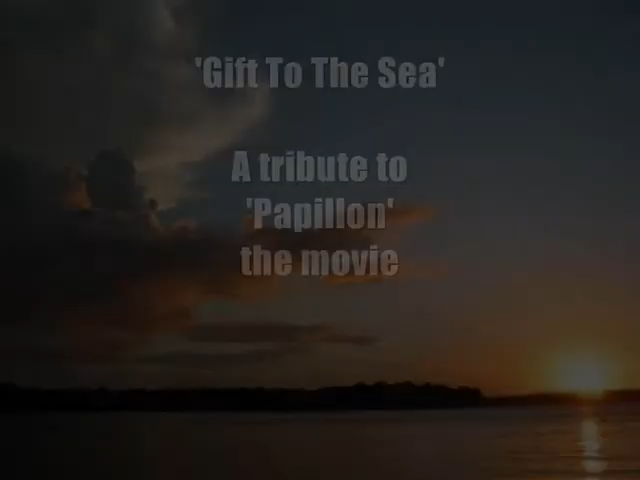 'Gift To The Sea'
A tribute to
'Papillon'
the movie